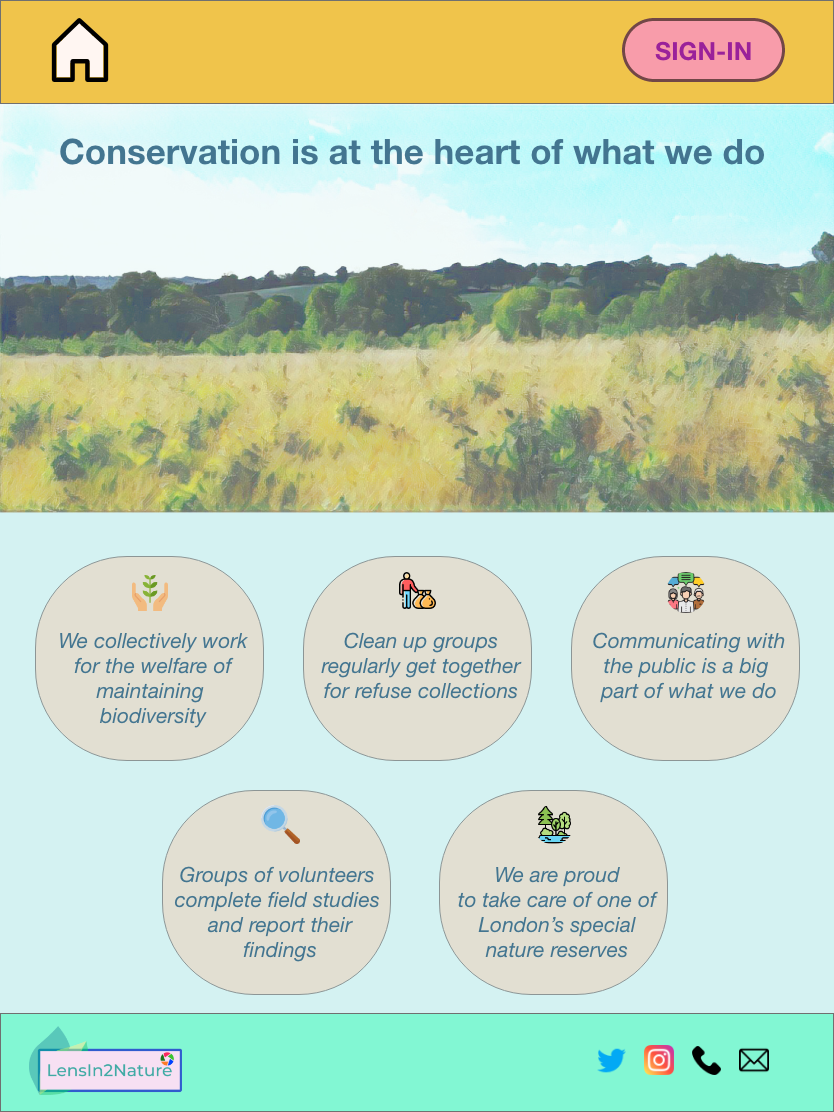 SIGN-IN
Conservation is at the heart of what we do
We collectively work
for the welfare of
maintaining
biodiversity
Clean up groups
regularly get together
for refuse collections
Communicating with
the public is a big
part of what we do
Groups of volunteers
complete field studies
and report their
findings
We are proud
to take care of one of
London’s special
nature reserves
LensIn2Nature